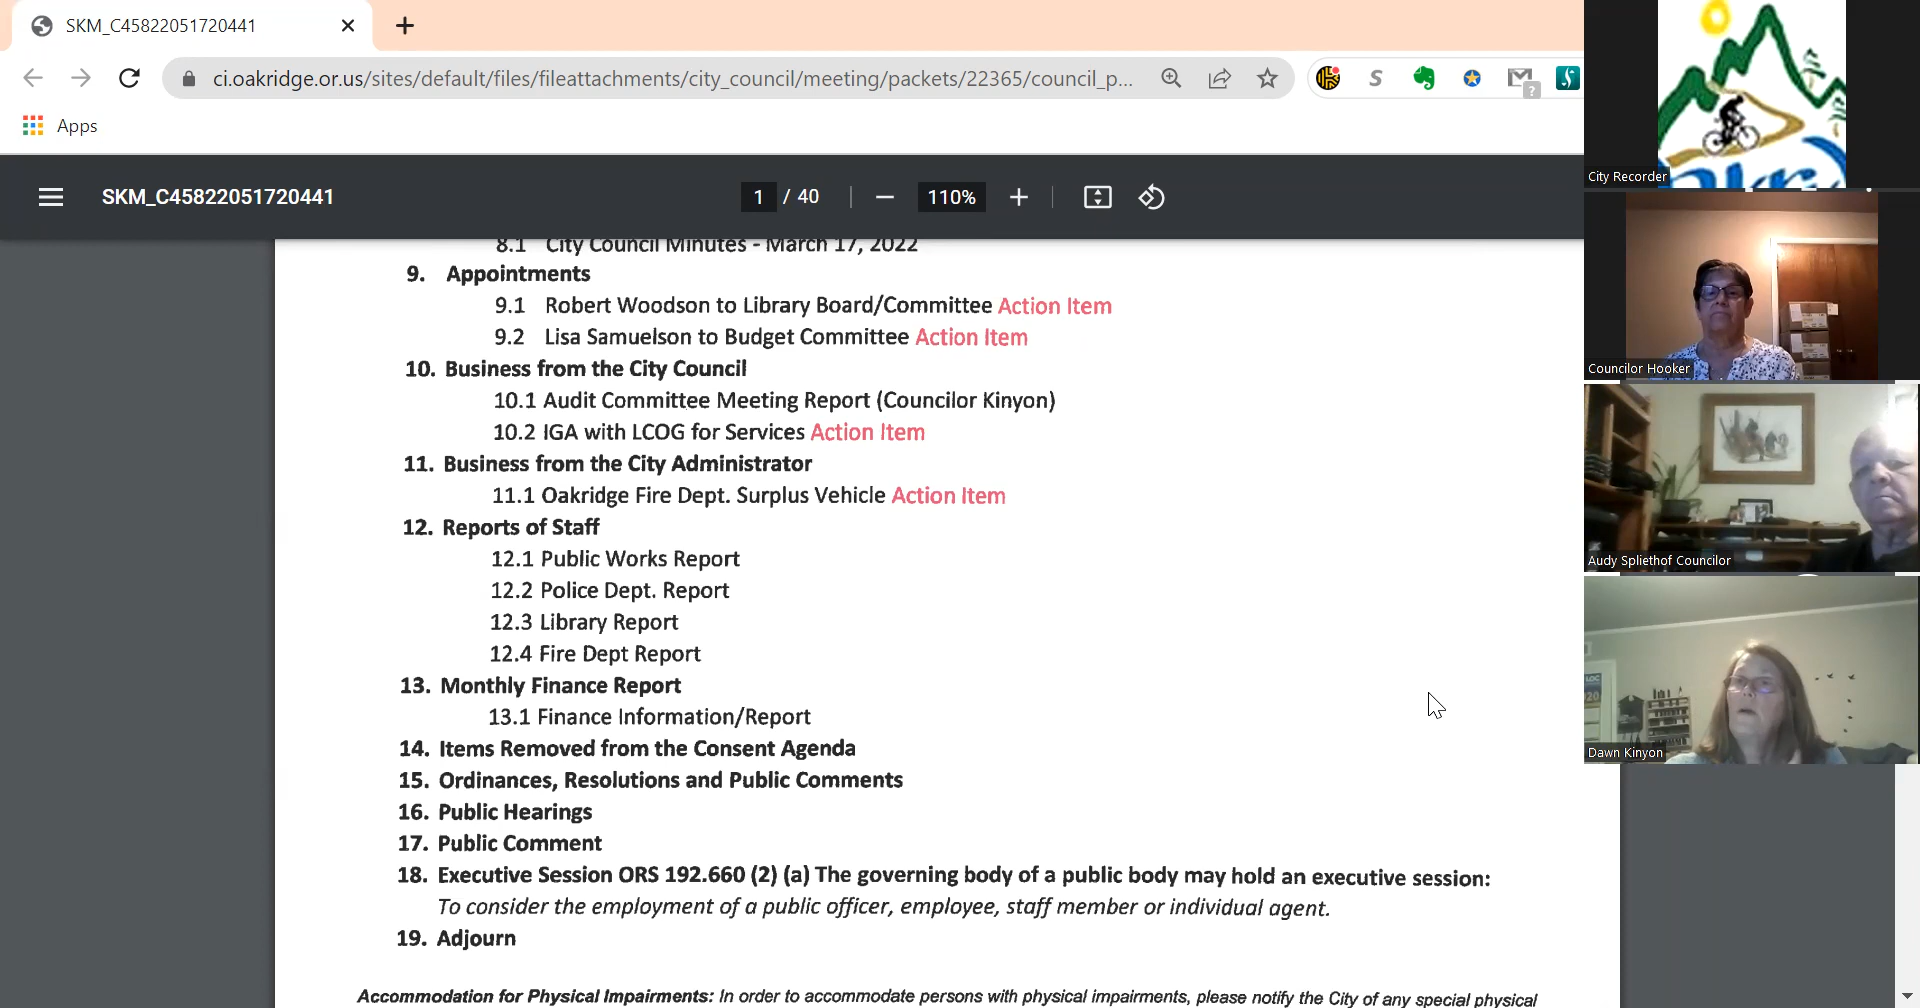 SKM_C45822051720441
ci.oakridge.or.us/sites/default/files/fileattachments/city_council/meeting/packets/22365/council_p...
Apps
SKM_C45822051720441
1 / 40
110%
8.1 City Council Minutes - March 17, 2022
9. Appointments
9.1 Robert Woodson to Library Board/Committee Action Item
9.2 Lisa Samuelson to Budget Committee Action Item
10. Business from the City Council
10.1 Audit Committee Meeting Report (Councilor Kinyon)
10.2 IGA with LCOG for Services Action Item
11. Business from the City Administrator
11.1 Oakridge Fire Dept. Surplus Vehicle Action Item
12. Reports of Staff
12.1 Public Works Report
12.2 Police Dept. Report
12.3 Library Report
12.4 Fire Dept Report
13. Monthly Finance Report
13.1 Finance Information/Report
14. Items Removed from the Consent Agenda
15. Ordinances, Resolutions and Public Comments
16. Public Hearings
17. Public Comment
18. Executive Session ORS 192.660 (2) (a) The governing body of a public body may hold an executive session:
To consider the employment of a public officer, employee, staff member or individual agent.
19. Adjourn
Accommodation for Physical Impairments: In order to accommodate persons with physical impairments, please notify the City of any special physical
City Recorder
Councilor Hooker
Audy Spliethof Councilor
Dawn Kinyon